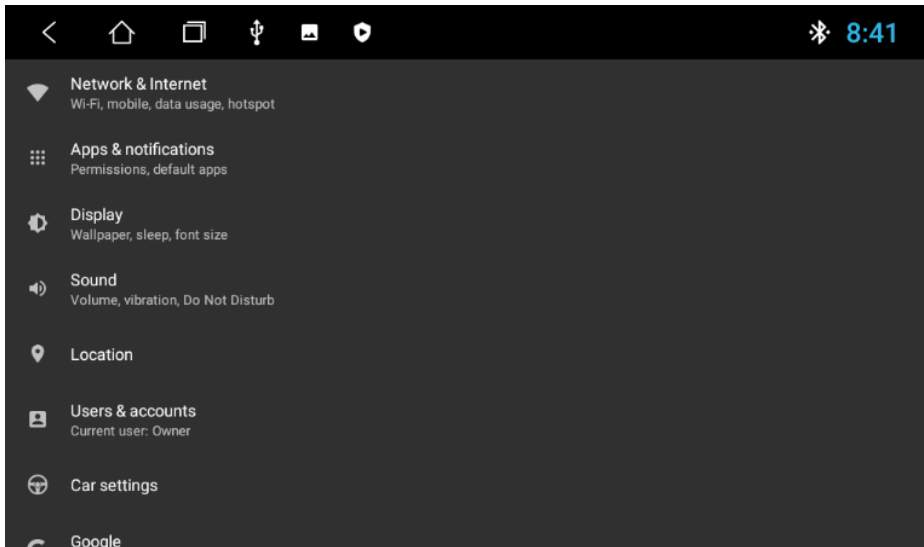 8:41
Network & Internet
Wi-Fi, mobile, data usage, hotspot
Apps & notifications
Permissions, default apps
Display
Wallpaper, sleep, font size
Sound
Volume, vibration, Do Not Disturb
Location
Users & accounts
Current user: Owner
Car settings
Google